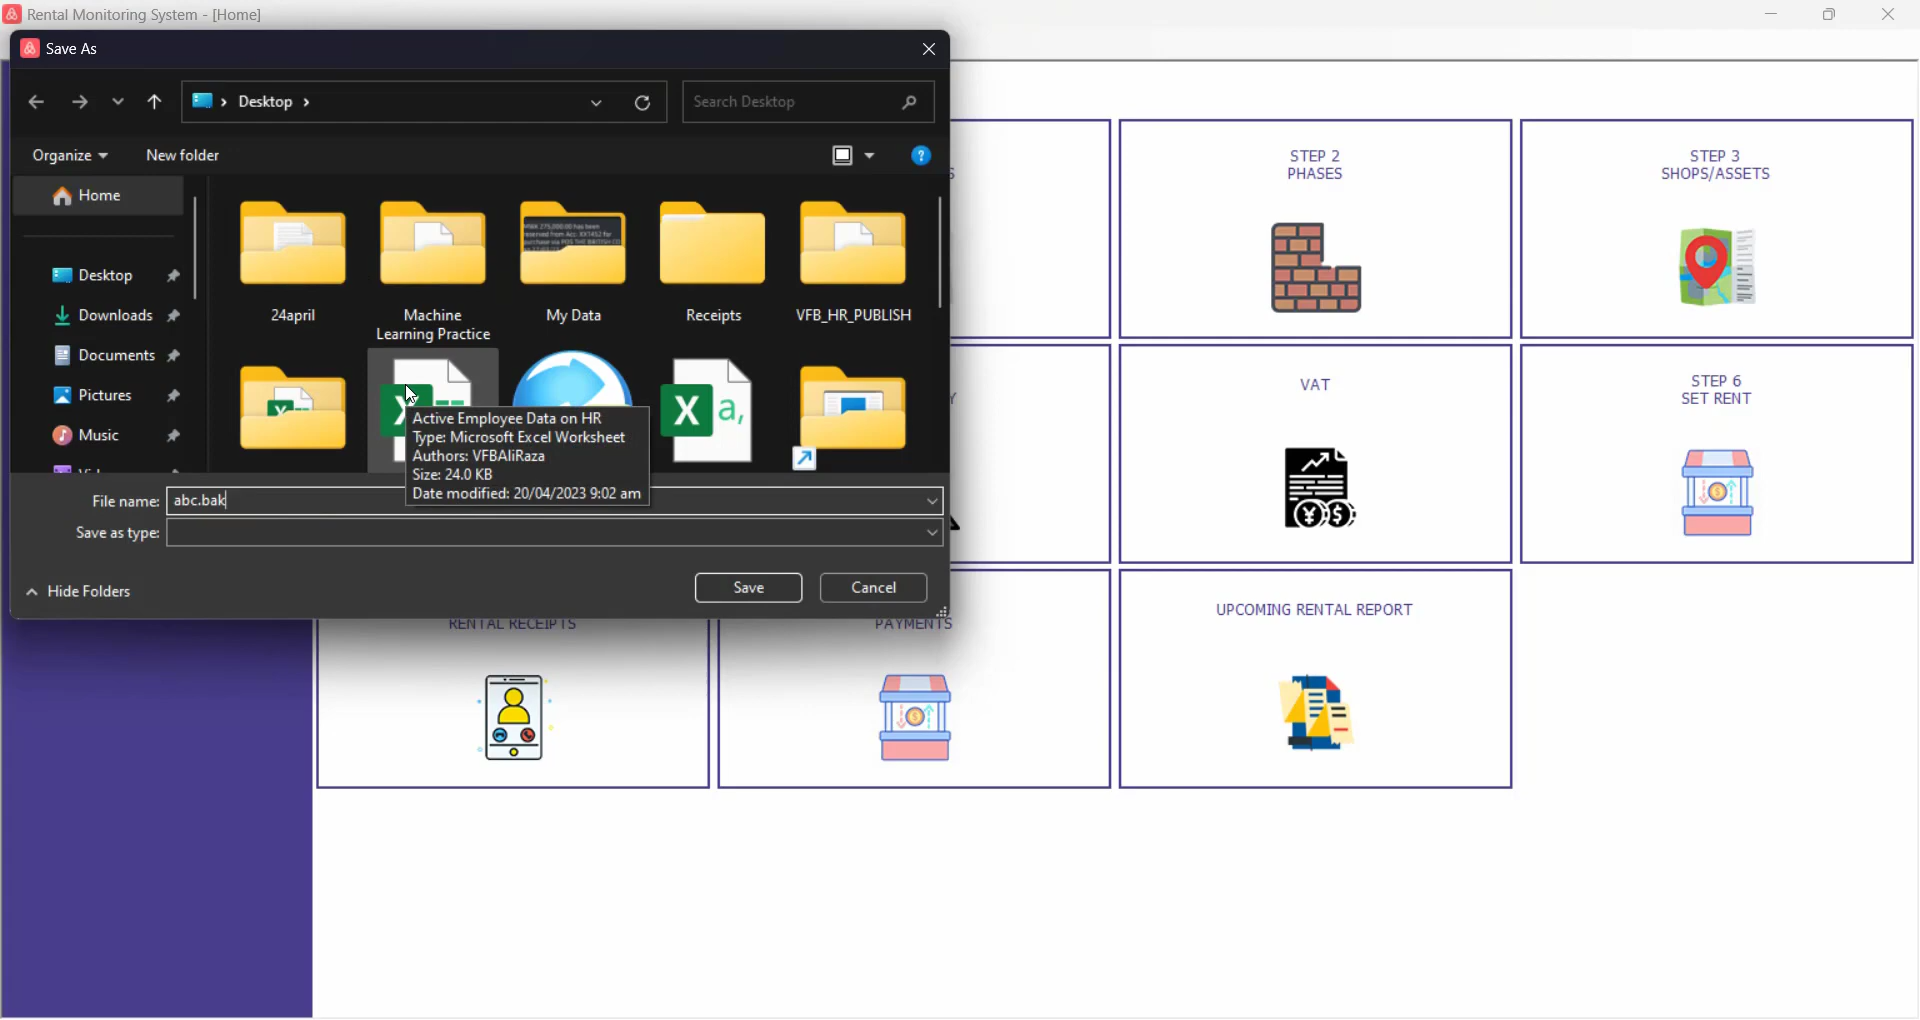 Rental Monitoring System - [Home]
Save As
Desktop
Search Desktop
Organize
New folder
Home
Desktop
Downloads
Documents
Pictures
Music
24april
Machine
Learning Practice
My Data
Receipts
VFB_HR_PUBLISH
Active Employee Data on HR
Type: Microsoft Excel Worksheet
Authors: VFBAliRaza
Size: 24.0 KB
Date modified: 20/04/2023 9:02 am
File name: abc.bak
Save as type:
Hide Folders
Save
Cancel
STEP 2
PHASES
STEP 3
SHOPS/ASSETS
VAT
STEP 6
SET RENT
RENTAL RECEIPTS
PAYMENTS
UPCOMING RENTAL REPORT